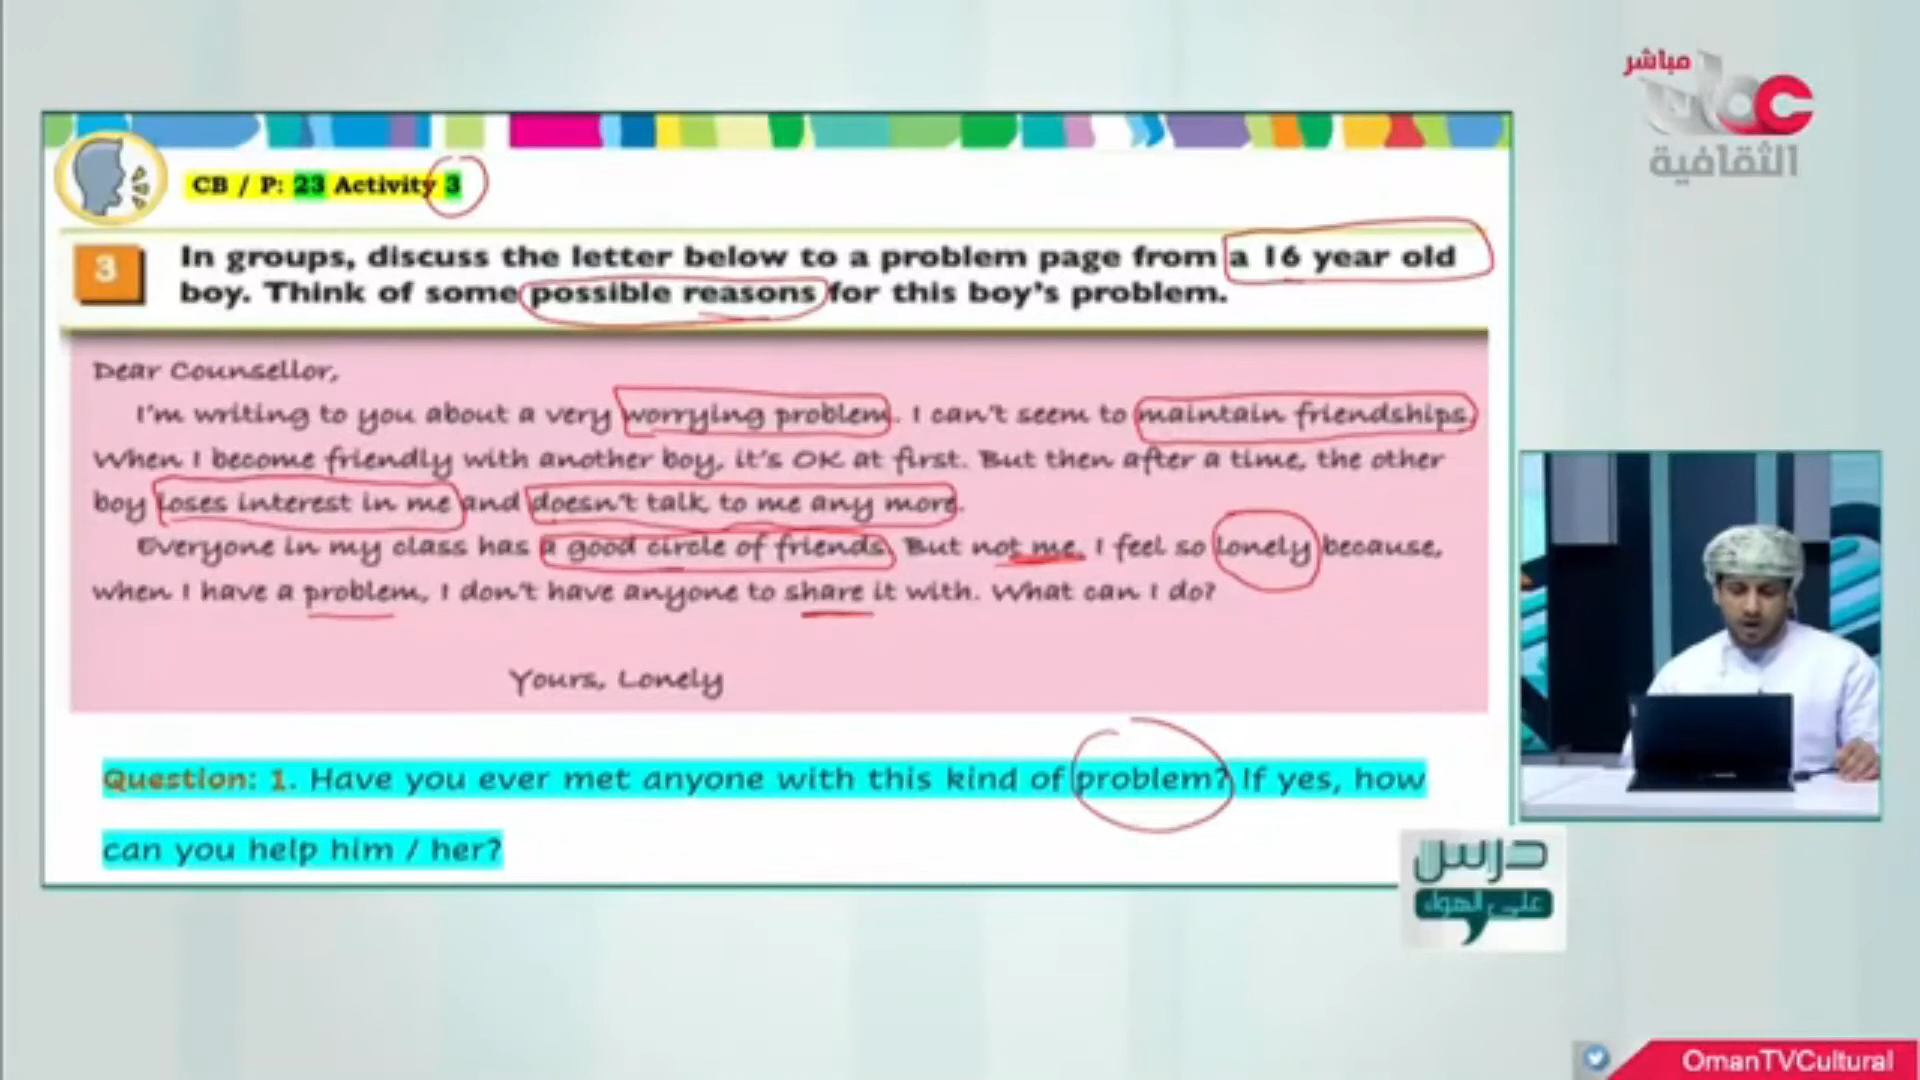 مباشر
عمان
الثقافية
CB / P: 23 Activity 3
3
In groups, discuss the letter below to a problem page from a 16 year old
boy. Think of some possible reasons for this boy's problem.
Dear Counsellor,
I'm writing to you about a very worrying problem. I can't seem to maintain friendships.
When I become friendly with another boy, it's OK at first. But then after a time, the other
boy loses interest in me and doesn't talk to me any more.
Everyone in my class has a good circle of friends. But not me. I feel so lonely because,
when I have a problem, I don't have anyone to share it with. What can I do?
Yours, Lonely
Question: 1. Have you ever met anyone with this kind of problem? If yes, how
can you help him / her?
درس
على الهواء
OmanTVCultural